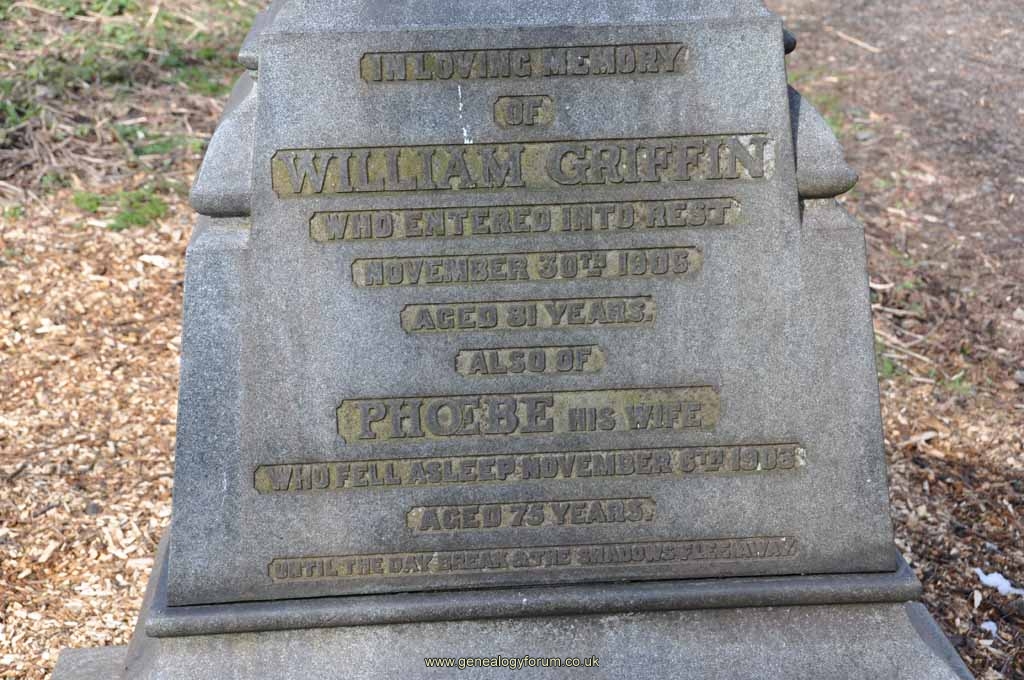 IN LOVING MEMORY
OF
WILLIAM GRIFFIN
WHO ENTERED INTO REST
NOVEMBER 30TH 1906
AGED 81 YEARS.
ALSO OF
PHŒBE HIS WIFE
WHO FELL ASLEEP NOVEMBER 6TH 1903
AGED 75 YEARS.
UNTIL THE DAY BREAK & THE SHADOWS FLEE AWAY.
www.genealogyforum.co.uk